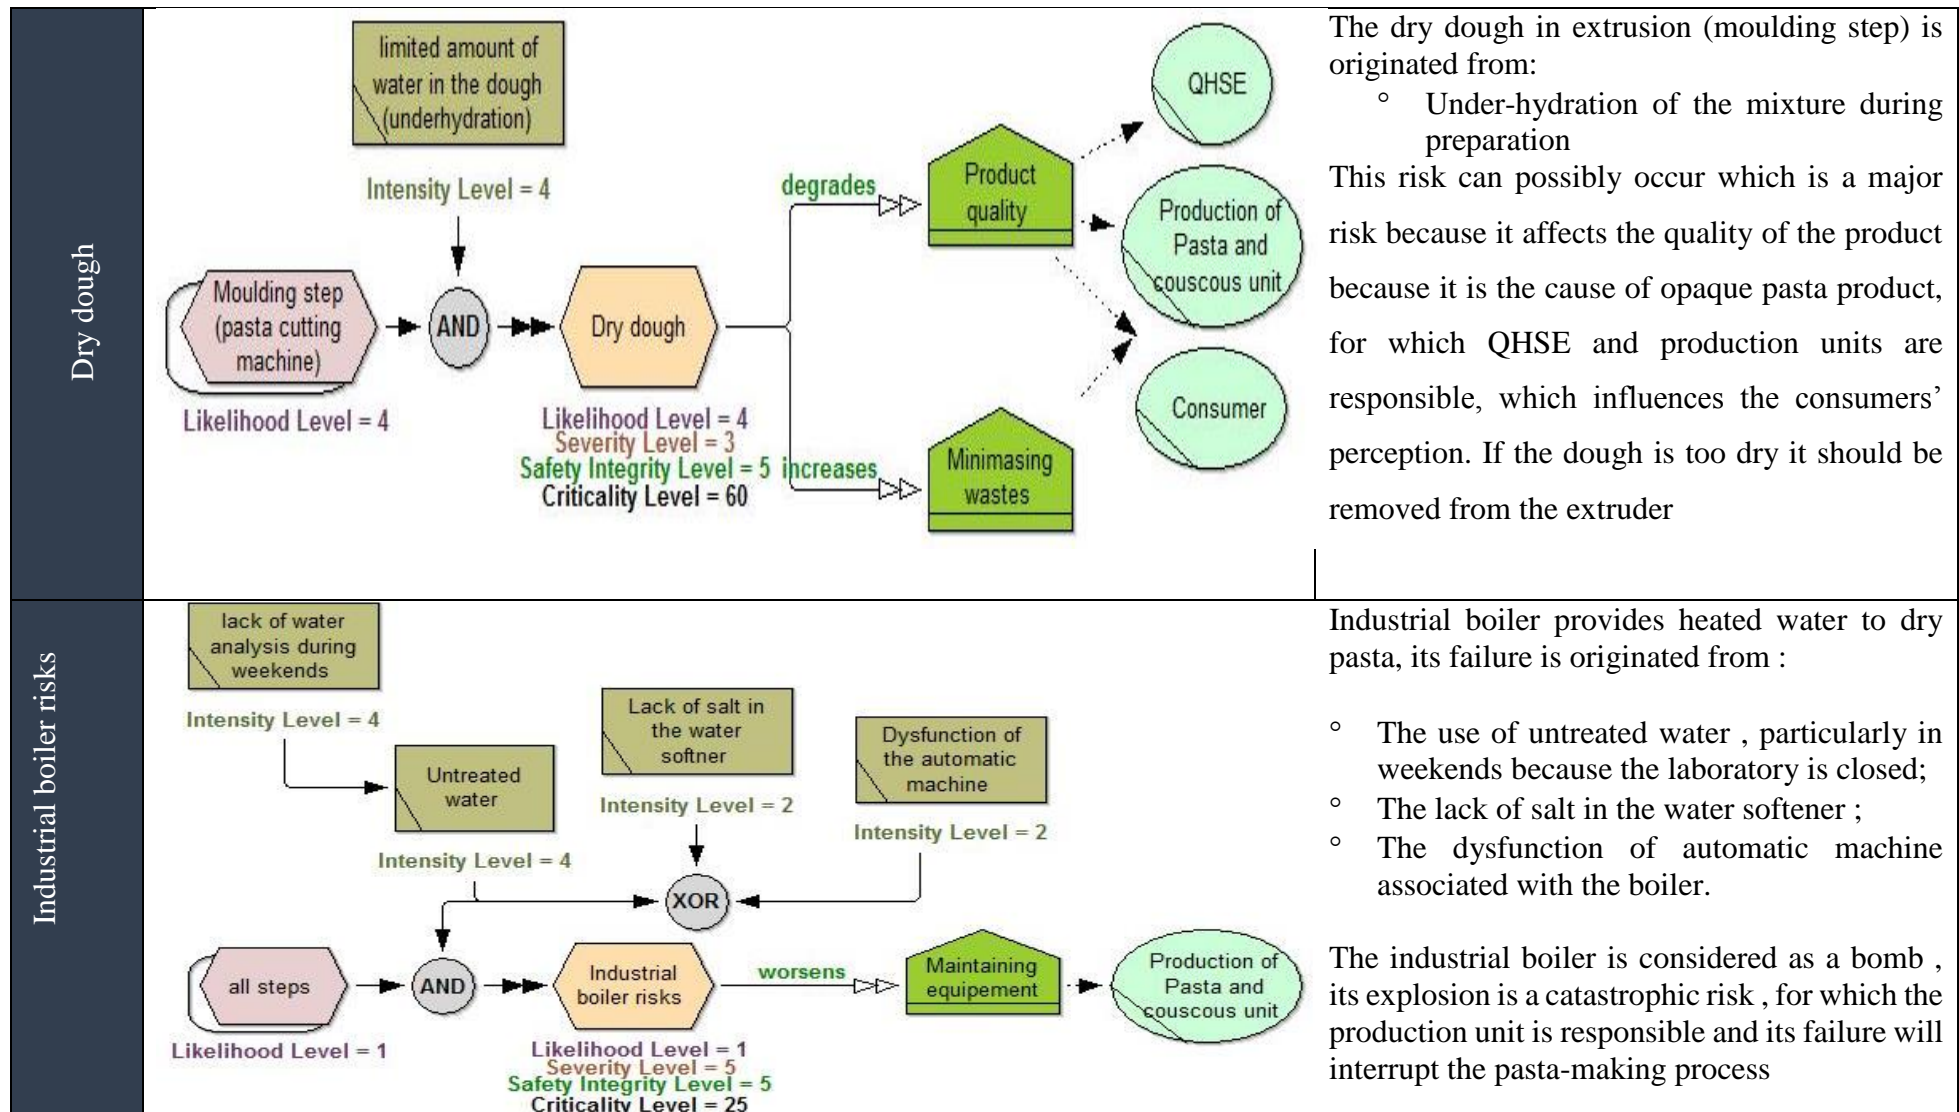 Dry dough
limited amount of
water in the dough
(underhydration)
Intensity Level = 4
Moulding step
(pasta cutting
machine)
Likelihood Level = 4
AND
Dry dough
Likelihood Level = 4
Severity Level = 3
Safety Integrity Level = 5
Criticality Level = 60
degrades
increases
Product
quality
Minimasing
wastes
QHSE
Production of
Pasta and
couscous unit
Consumer
The dry dough in extrusion (moulding step) is
originated from:
° Under-hydration of the mixture during
preparation
This risk can possibly occur which is a major
risk because it affects the quality of the product
because it is the cause of opaque pasta product,
for which QHSE and production units are
responsible, which influences the consumers’
perception. If the dough is too dry it should be
removed from the extruder
Industrial boiler risks
lack of water
analysis during
weekends
Intensity Level = 4
Untreated
water
Intensity Level = 4
Lack of salt in
the water
softner
Intensity Level = 2
Dysfunction of
the automatic
machine
Intensity Level = 2
XOR
all steps
Likelihood Level = 1
AND
Industrial
boiler risks
Likelihood Level = 1
Severity Level = 5
Safety Integrity Level = 5
Criticality Level = 25
worsens
Maintaining
equipement
Production of
Pasta and
couscous unit
Industrial boiler provides heated water to dry
pasta, its failure is originated from :
° The use of untreated water , particularly in
weekends because the laboratory is closed;
° The lack of salt in the water softener ;
° The dysfunction of automatic machine
associated with the boiler.
The industrial boiler is considered as a bomb ,
its explosion is a catastrophic risk , for which the
production unit is responsible and its failure will
interrupt the pasta-making process